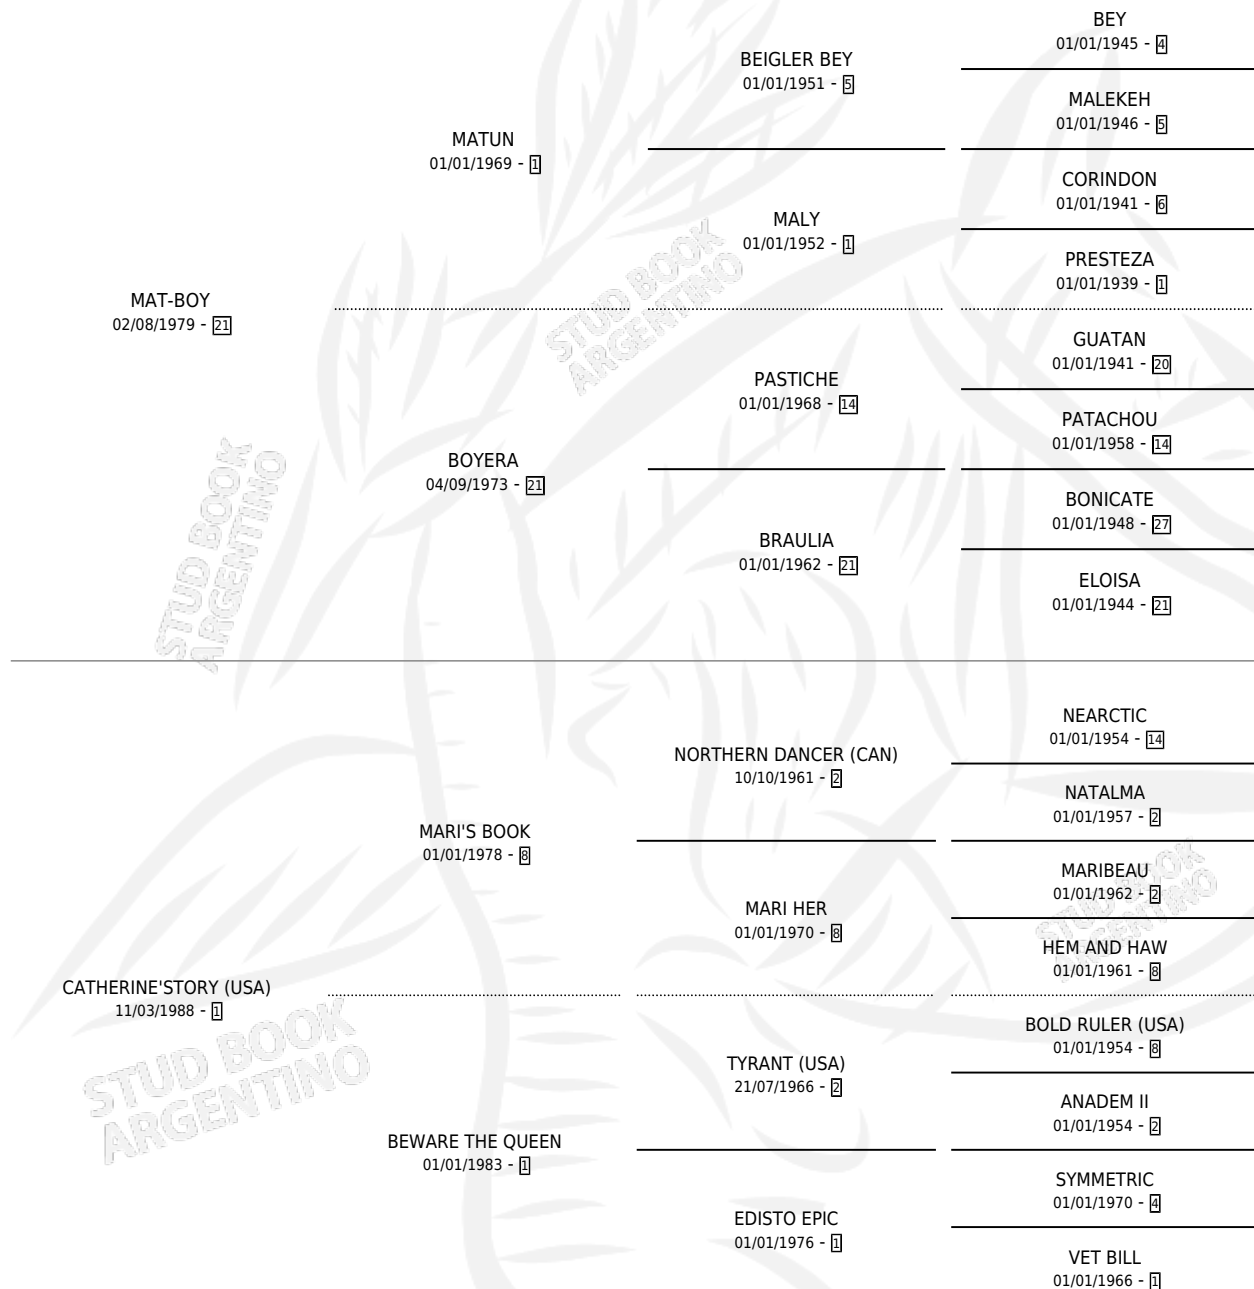 BEY
01/01/1945 - 4
BEIGLER BEY
01/01/1951 - 5
MALEKEH
01/01/1946 - 5
MATUN
01/01/1969 - 1
CORINDON
01/01/1941 - 6
MALY
01/01/1952 - 1
PRESTEZA
01/01/1939 - 1
MAT-BOY
02/08/1979 - 21
GUATAN
01/01/1941 - 20
PASTICHE
01/01/1968 - 14
PATACHOU
01/01/1958 - 14
BOYERA
04/09/1973 - 21
BONICATE
01/01/1948 - 27
BRAULIA
01/01/1962 - 21
ELOISA
01/01/1944 - 21
NEARCTIC
01/01/1954 - 14
NORTHERN DANCER (CAN)
10/10/1961 - 2
NATALMA
01/01/1957 - 2
MARI'S BOOK
01/01/1978 - 8
MARIBEAU
01/01/1962 - 2
MARI HER
01/01/1970 - 8
HEM AND HAW
01/01/1961 - 8
CATHERINE'STORY (USA)
11/03/1988 - 1
BOLD RULER (USA)
01/01/1954 - 8
TYRANT (USA)
21/07/1966 - 2
ANADEM II
01/01/1954 - 2
BEWARE THE QUEEN
01/01/1983 - 1
SYMMETRIC
01/01/1970 - 4
EDISTO EPIC
01/01/1976 - 1
VET BILL
01/01/1966 - 1
STUD BOOK
ARGENTINO
STUD BOOK
ARGENTINO
STUD BOOK
ARGENTINO
STUD BOOK
ARGENTINO